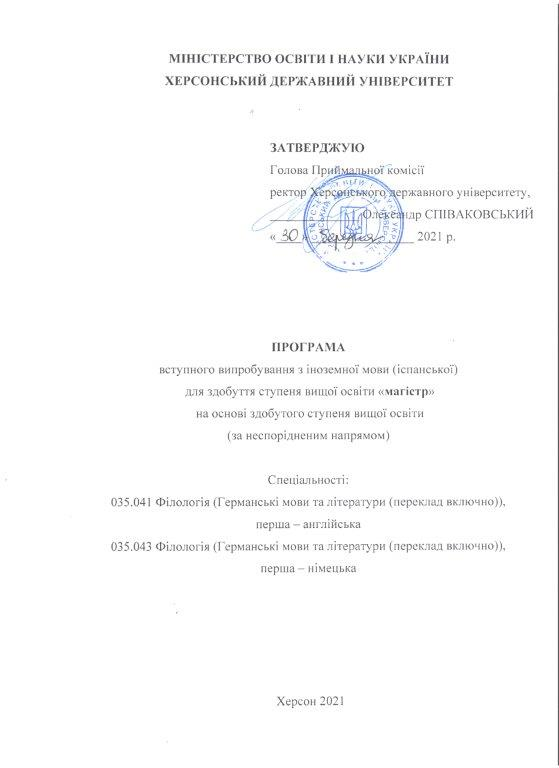 МІНІСТЕРСТВО ОСВІТИ І НАУКИ УКРАЇНИ
ХЕРСОНСЬКИЙ ДЕРЖАВНИЙ УНІВЕРСИТЕТ
ЗАТВЕРДЖУЮ
Голова Приймальної комісії
ректор Херсонського державного університету,
Олександр СПІВАКОВСЬКИЙ
« 30 » березня 2021 р.
ПРОГРАМА
вступного випробування з іноземної мови (іспанської)
для здобуття ступеня вищої освіти «магістр»
на основі здобутого ступеня вищої освіти
(за неспорідненим напрямом)
Спеціальності:
035.041 Філологія (Германські мови та літератури (переклад включно)),
перша – англійська
035.043 Філологія (Германські мови та літератури (переклад включно)),
перша – німецька
Херсон 2021